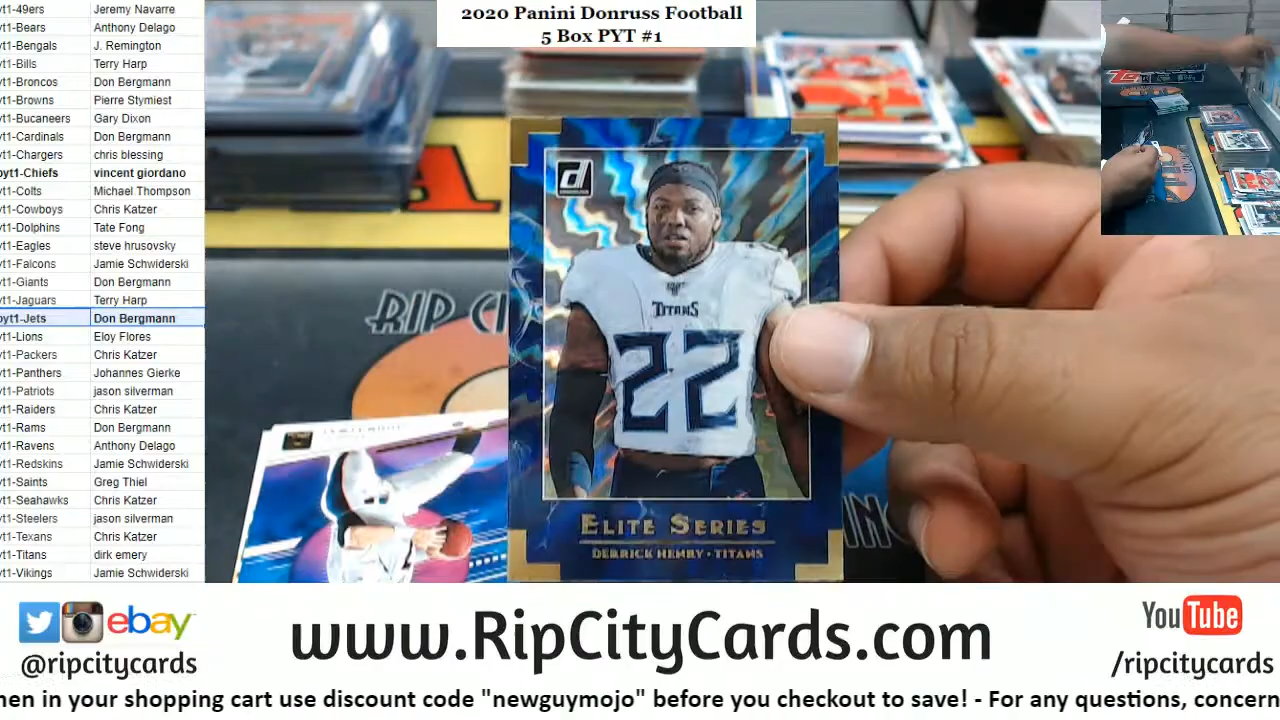 2020 Panini Donruss Football
5 Box PYT #1
yt1-49ers Jeremy Navarre
yt1-Bears Anthony Delago
yt1-Bengals J. Remington
yt1-Bills Terry Harp
yt1-Broncos Don Bergmann
yt1-Browns Pierre Stymiest
yt1-Bucaneers Gary Dixon
yt1-Cardinals Don Bergmann
yt1-Chargers chris blessing
pyt1-Chiefs vincent giordano
yt1-Colts Michael Thompson
yt1-Cowboys Chris Katzer
yt1-Dolphins Tate Fong
yt1-Eagles steve hrusovsky
yt1-Falcons Jamie Schwiderski
yt1-Giants Don Bergmann
yt1-Jaguars Terry Harp
pyt1-Jets Don Bergmann
yt1-Lions Eloy Flores
yt1-Packers Chris Katzer
yt1-Panthers Johannes Gierke
yt1-Patriots jason silverman
yt1-Raiders Chris Katzer
yt1-Rams Don Bergmann
yt1-Ravens Anthony Delago
yt1-Redskins Jamie Schwiderski
yt1-Saints Greg Thiel
yt1-Seahawks Chris Katzer
yt1-Steelers jason silverman
yt1-Texans Chris Katzer
yt1-Titans dirk emery
yt1-Vikings Jamie Schwiderski
RIP CI
TITANS
22
ELITE SERIES
DERRICK HENRY • TITANS
ebay
@ripcitycards
www.RipCityCards.com
YouTube
/ripcitycards
hen in your shopping cart use discount code "newguymojo" before you checkout to save! - For any questions, concern